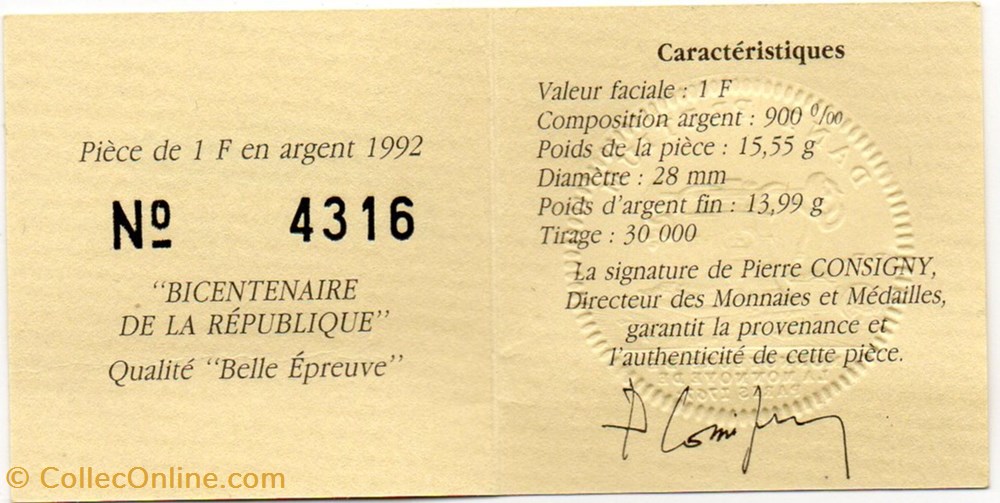 Pièce de 1 F en argent 1992
Nº 4316
"BICENTENAIRE
DE LA RÉPUBLIQUE"
Qualité "Belle Épreuve"
Caractéristiques
Valeur faciale : 1 F
Composition argent : 900 ‰
Poids de la pièce : 15,55 g
Diamètre : 28 mm
Poids d'argent fin : 13,99 g
Tirage : 30 000
La signature de Pierre CONSIGNY,
Directeur des Monnaies et Médailles,
garantit la provenance et
l'authenticité de cette pièce.
© CollecOnline.com